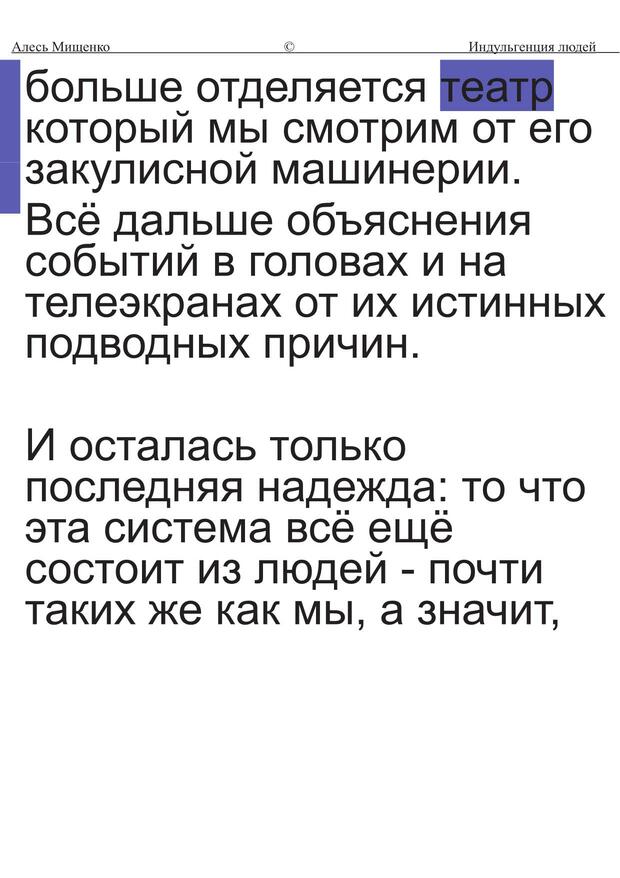 Алесь Мищенко © Индульгенция людей
больше отделяется театр
который мы смотрим от его
закулисной машинерии.
Всё дальше объяснения
событий в головах и на
телеэкранах от их истинных
подводных причин.
И осталась только
последняя надежда: то что
эта система всё ещё
состоит из людей - почти
таких же как мы, а значит,